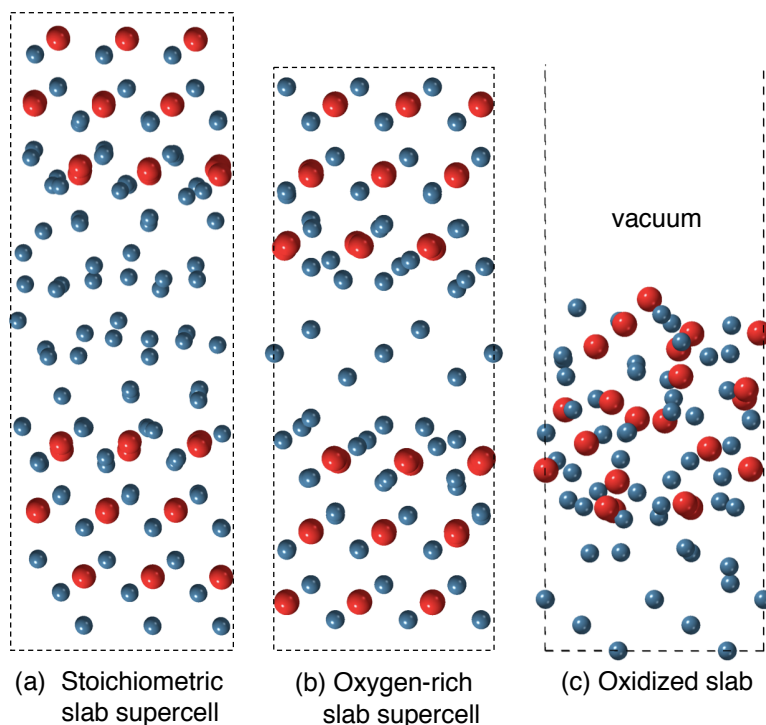 vacuum
(a) Stoichiometric
slab supercell
(b) Oxygen-rich
slab supercell
(c) Oxidized slab